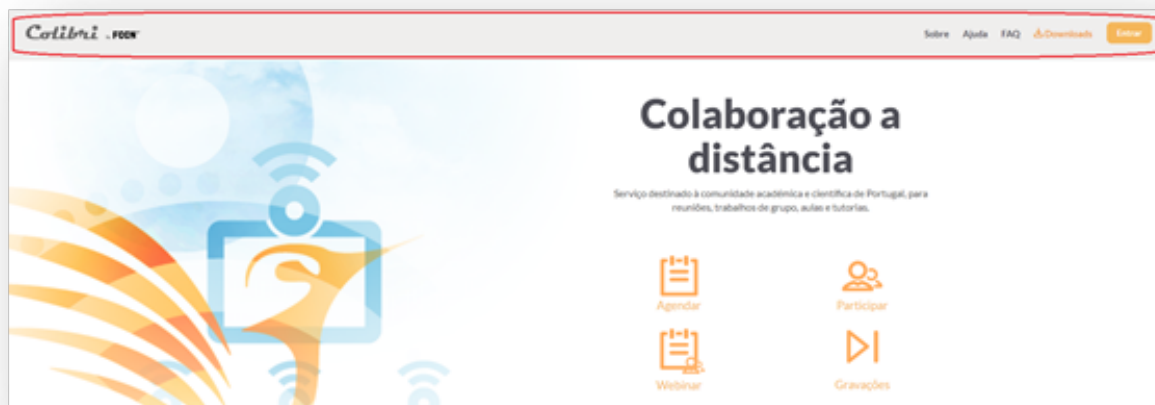 Colibri by FCCN
Sobre Ajuda FAQ Downloads Entrar
Colaboração a
distância
Serviço destinado à comunidade académica e científica de Portugal, para
reuniões, trabalhos de grupo, aulas e tutorias.
Agendar Participar
Webinar Gravações